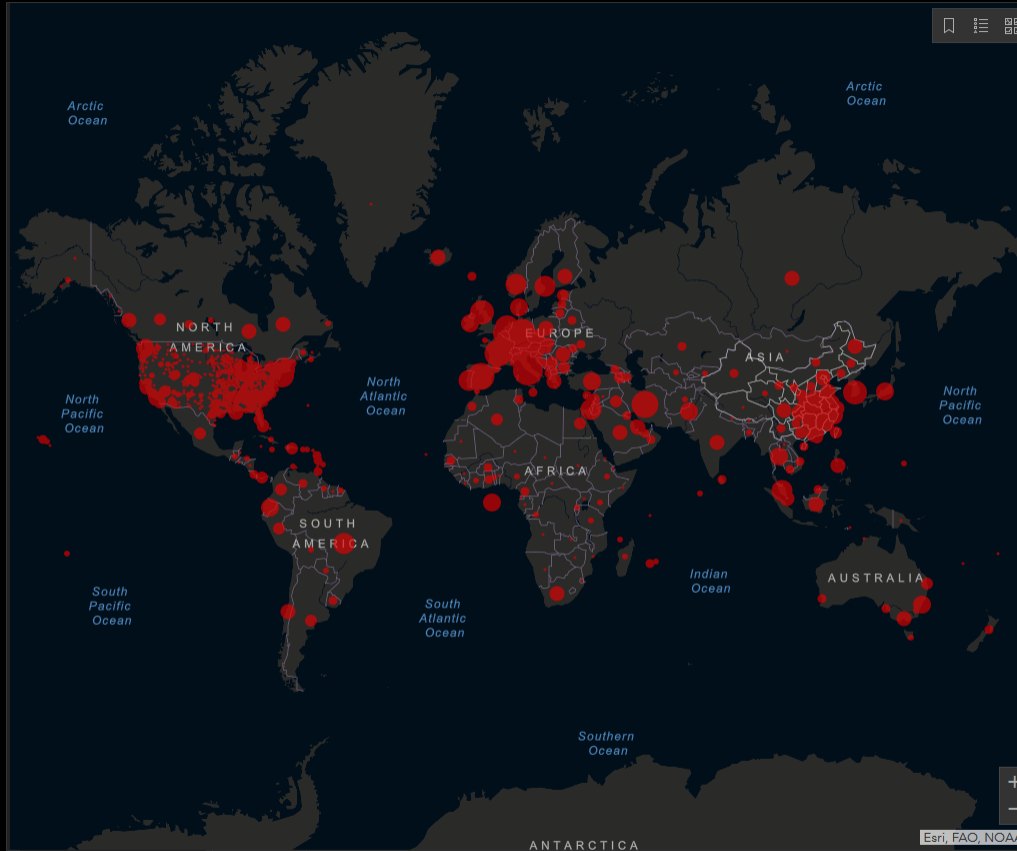 Arctic
Ocean
Arctic
Ocean
NORTH
AMERICA
EUROPE
ASIA
North
Pacific
Ocean
North
Atlantic
Ocean
North
Pacific
Ocean
AFRICA
SOUTH
AMERICA
AUSTRALIA
Indian
Ocean
South
Pacific
Ocean
South
Atlantic
Ocean
Southern
Ocean
ANTARCTICA
Esri, FAO, NOAA